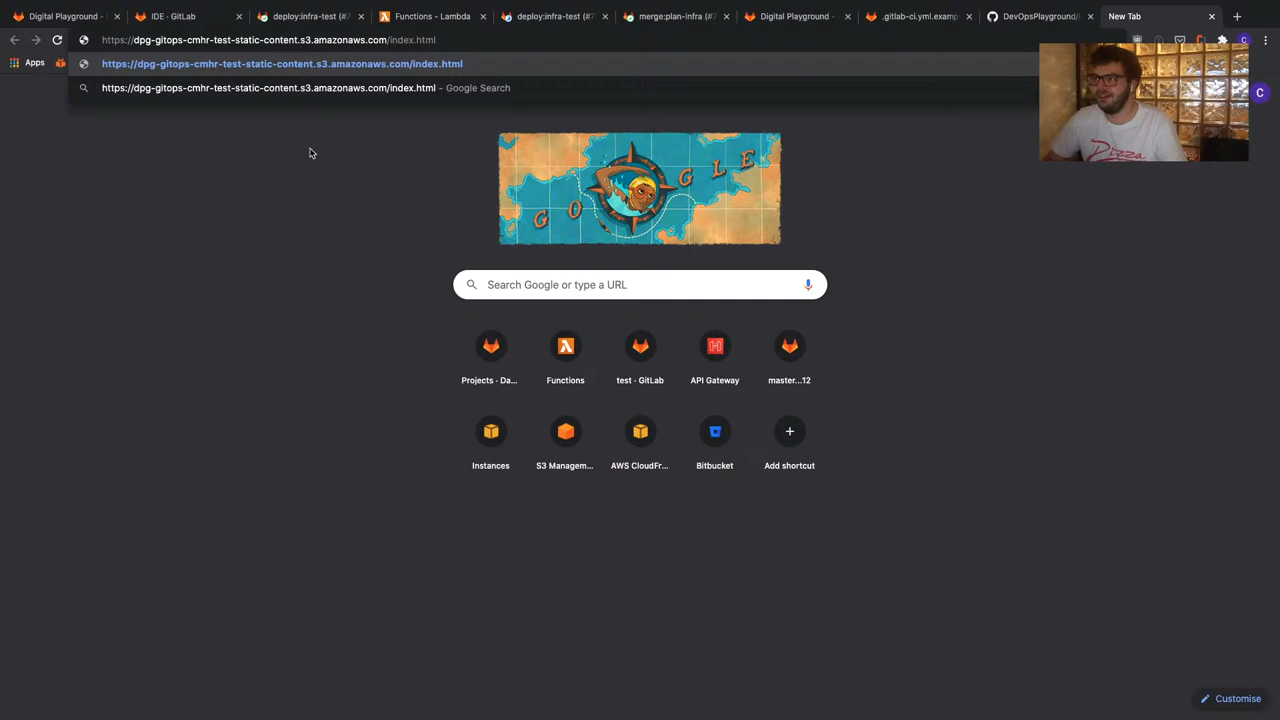 Digital Playground -
IDE · GitLab
deploy:infra-test (#7
Functions - Lambda
deploy:infra-test (#7
merge:plan-infra (#7
Digital Playground -
.gitlab-ci.yml.examp
DevOpsPlayground/
New Tab
https://dpg-gitops-cmhr-test-static-content.s3.amazonaws.com/index.html
Apps
https://dpg-gitops-cmhr-test-static-content.s3.amazonaws.com/index.html
https://dpg-gitops-cmhr-test-static-content.s3.amazonaws.com/index.html - Google Search
C
GOOGLE
Search Google or type a URL
Projects · Da...
Functions
test · GitLab
API Gateway
master...12
Instances
S3 Managem...
AWS CloudFr...
Bitbucket
Add shortcut
Customise